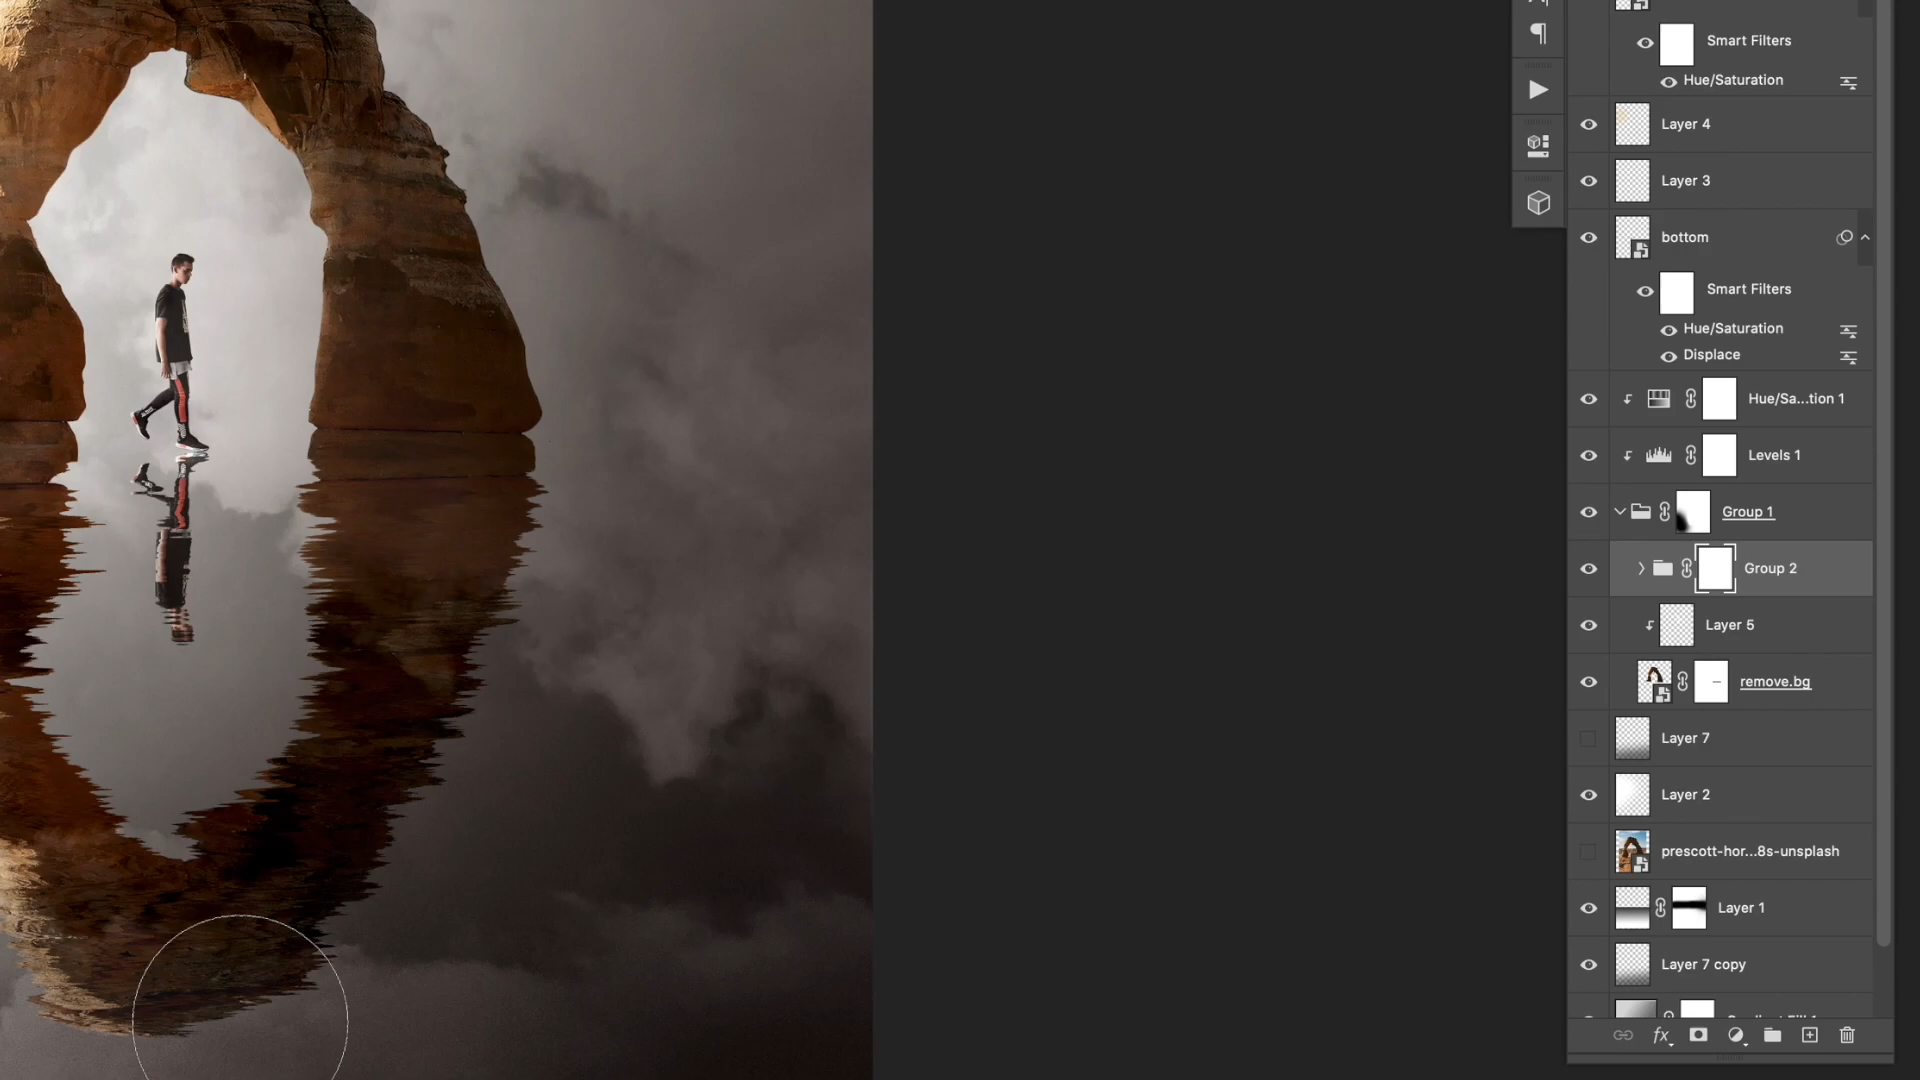 Smart Filters
Hue/Saturation
Layer 4
Layer 3
bottom
Smart Filters
Hue/Saturation
Displace
Hue/Sa...tion 1
Levels 1
Group 1
Group 2
Layer 5
remove.bg
Layer 7
Layer 2
prescott-hor...8s-unsplash
Layer 1
Layer 7 copy
fx